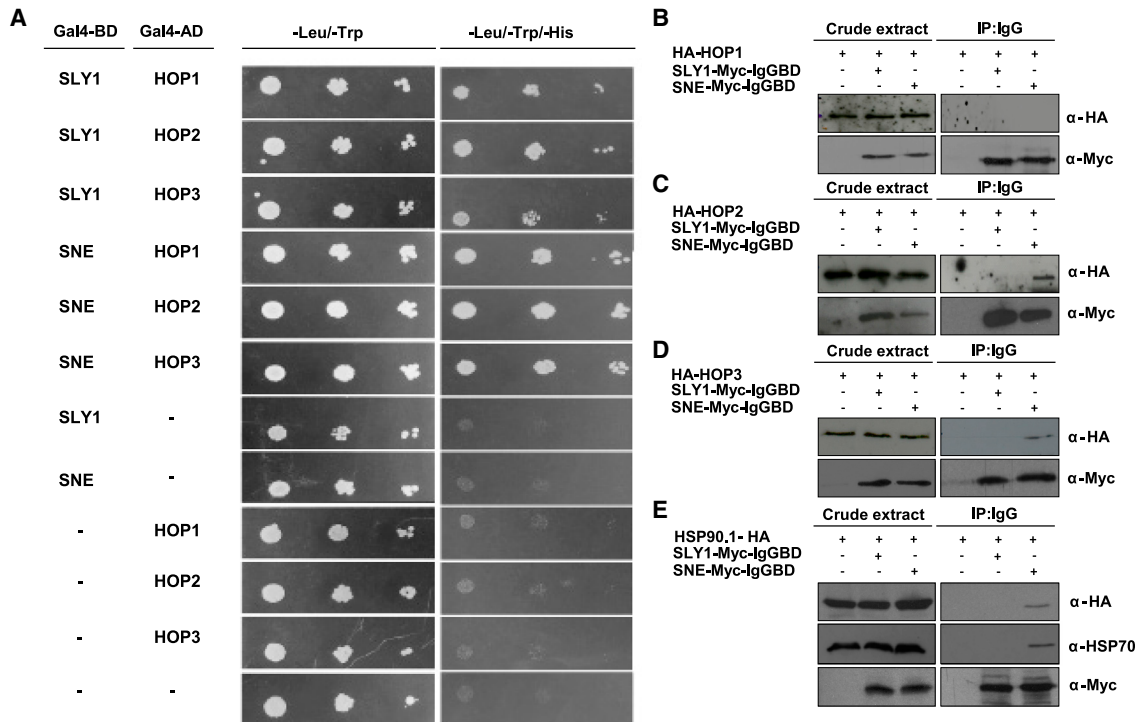 A
Gal4-BD Gal4-AD -Leu/-Trp -Leu/-Trp/-His
SLY1 HOP1
SLY1 HOP2
SLY1 HOP3
SNE HOP1
SNE HOP2
SNE HOP3
SLY1 -
SNE -
- HOP1
- HOP2
- HOP3
- -
B
Crude extract IP:IgG
HA-HOP1 + + + + + +
SLY1-Myc-IgGBD - + - - + -
SNE-Myc-IgGBD - - + - - +
α-HA
α-Myc
C
Crude extract IP:IgG
HA-HOP2 + + + + + +
SLY1-Myc-IgGBD - + - - + -
SNE-Myc-IgGBD - - + - - +
α-HA
α-Myc
D
Crude extract IP:IgG
HA-HOP3 + + + + + +
SLY1-Myc-IgGBD - + - - + -
SNE-Myc-IgGBD - - + - - +
α-HA
α-Myc
E
Crude extract IP:IgG
HSP90.1- HA + + + + + +
SLY1-Myc-IgGBD - + - - + -
SNE-Myc-IgGBD - - + - - +
α-HA
α-HSP70
α-Myc